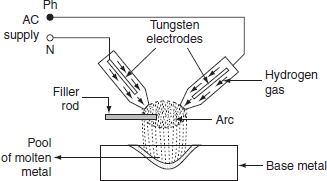 Ph
AC
supply
N
Tungsten
electrodes
Hydrogen
gas
Filler
rod
Arc
Pool
of molten
metal
Base metal